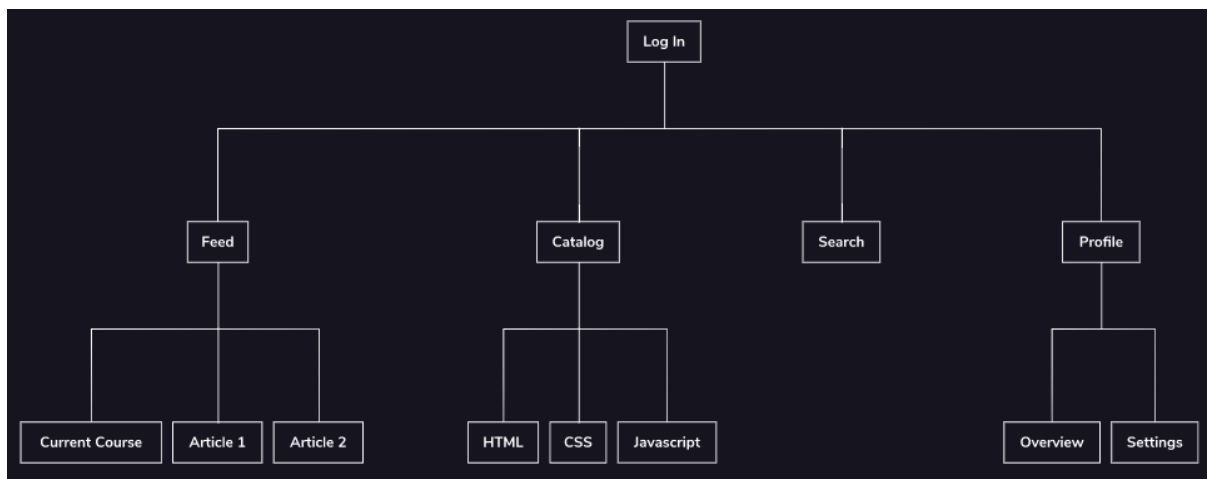 Log In
Feed
Catalog
Search
Profile
Current Course
Article 1
Article 2
HTML
CSS
Javascript
Overview
Settings